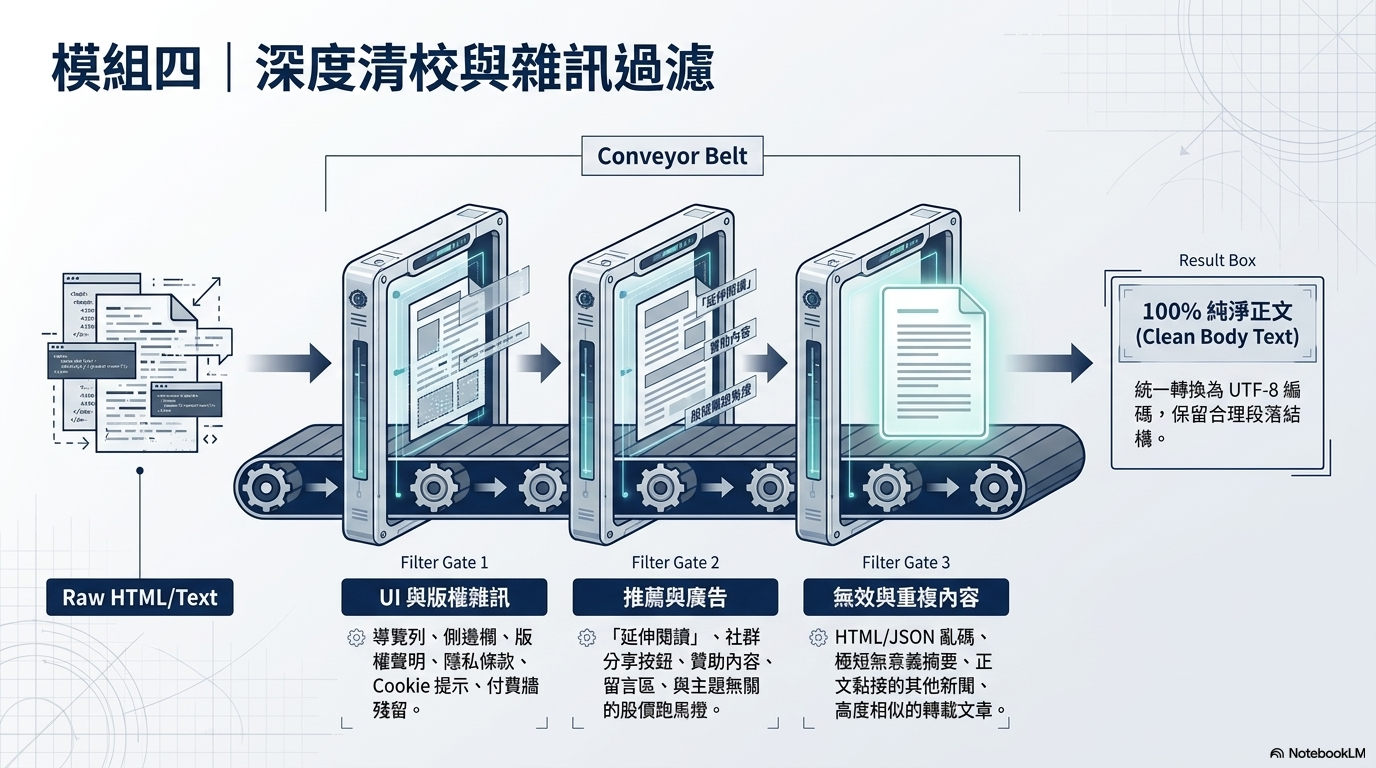 模組四｜深度清校與雜訊過濾
Conveyor Belt
Raw HTML/Text
「延伸閱讀」
贊助內容
Filter Gate 1
UI 與版權雜訊
導覽列、側邊欄、版
權聲明、隱私條款、
Cookie 提示、付費牆
殘留。
Filter Gate 2
推薦與廣告
「延伸閱讀」、社群
分享按鈕、贊助內容、
留言區、與主題無關
的股價跑馬燈。
Filter Gate 3
無效與重複內容
HTML/JSON 亂碼、
極短無意義摘要、正
文黏接的其他新聞、
高度相似的轉載文章。
Result Box
100% 純淨正文
(Clean Body Text)
統一轉換為 UTF-8 編
碼，保留合理段落結
構。
NotebookLM